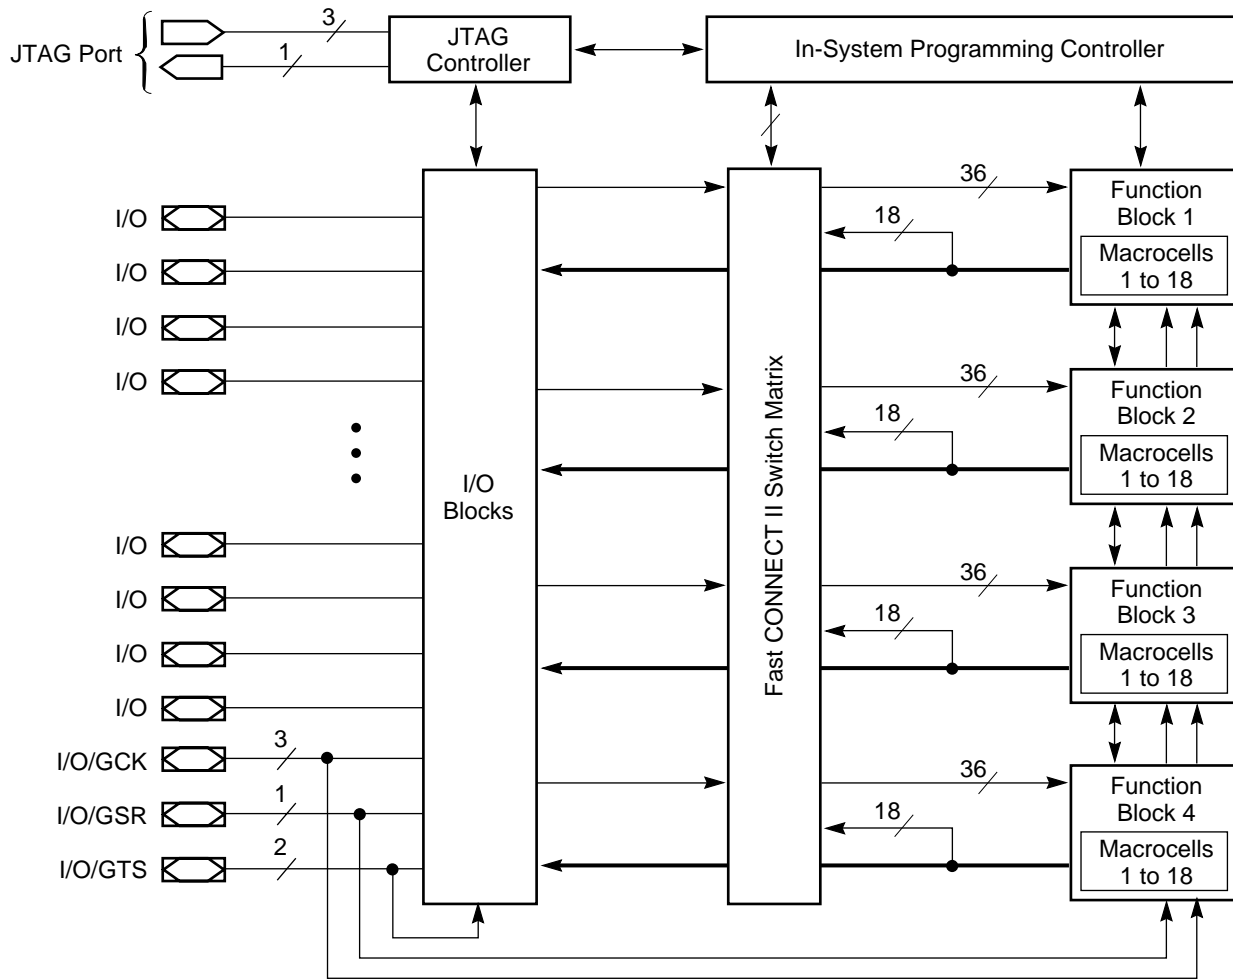 JTAG Port
3
1
JTAG
Controller
In-System Programming Controller
I/O
I/O
I/O
I/O
I/O
I/O
I/O
I/O
I/O/GCK
3
I/O/GSR
1
I/O/GTS
2
I/O
Blocks
Fast CONNECT II Switch Matrix
36
18
Function
Block 1
Macrocells
1 to 18
36
18
Function
Block 2
Macrocells
1 to 18
36
18
Function
Block 3
Macrocells
1 to 18
36
18
Function
Block 4
Macrocells
1 to 18